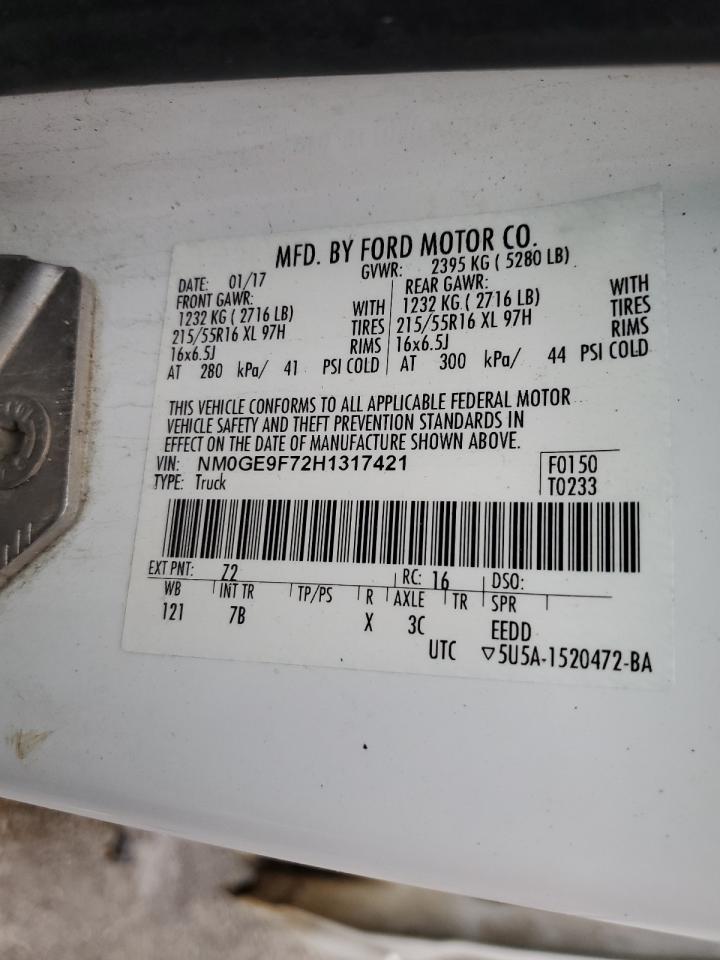 MFD. BY FORD MOTOR CO.
DATE: 01/17 GVWR: 2395 KG ( 5280 LB)
FRONT GAWR: REAR GAWR:
1232 KG ( 2716 LB) WITH 1232 KG ( 2716 LB) WITH
215/55R16 XL 97H TIRES 215/55R16 XL 97H TIRES
16x6.5J RIMS 16x6.5J RIMS
AT 280 kPa/ 41 PSI COLD AT 300 kPa/ 44 PSI COLD
THIS VEHICLE CONFORMS TO ALL APPLICABLE FEDERAL MOTOR
VEHICLE SAFETY AND THEFT PREVENTION STANDARDS IN
EFFECT ON THE DATE OF MANUFACTURE SHOWN ABOVE.
VIN: NM0GE9F72H1317421 F0150
TYPE: Truck T0233
EXT PNT: Z2 RC: 16 DSO:
WB INT TR TP/PS R AXLE TR SPR
121 7B X 3C EEDD
UTC ▽5U5A-1520472-BA